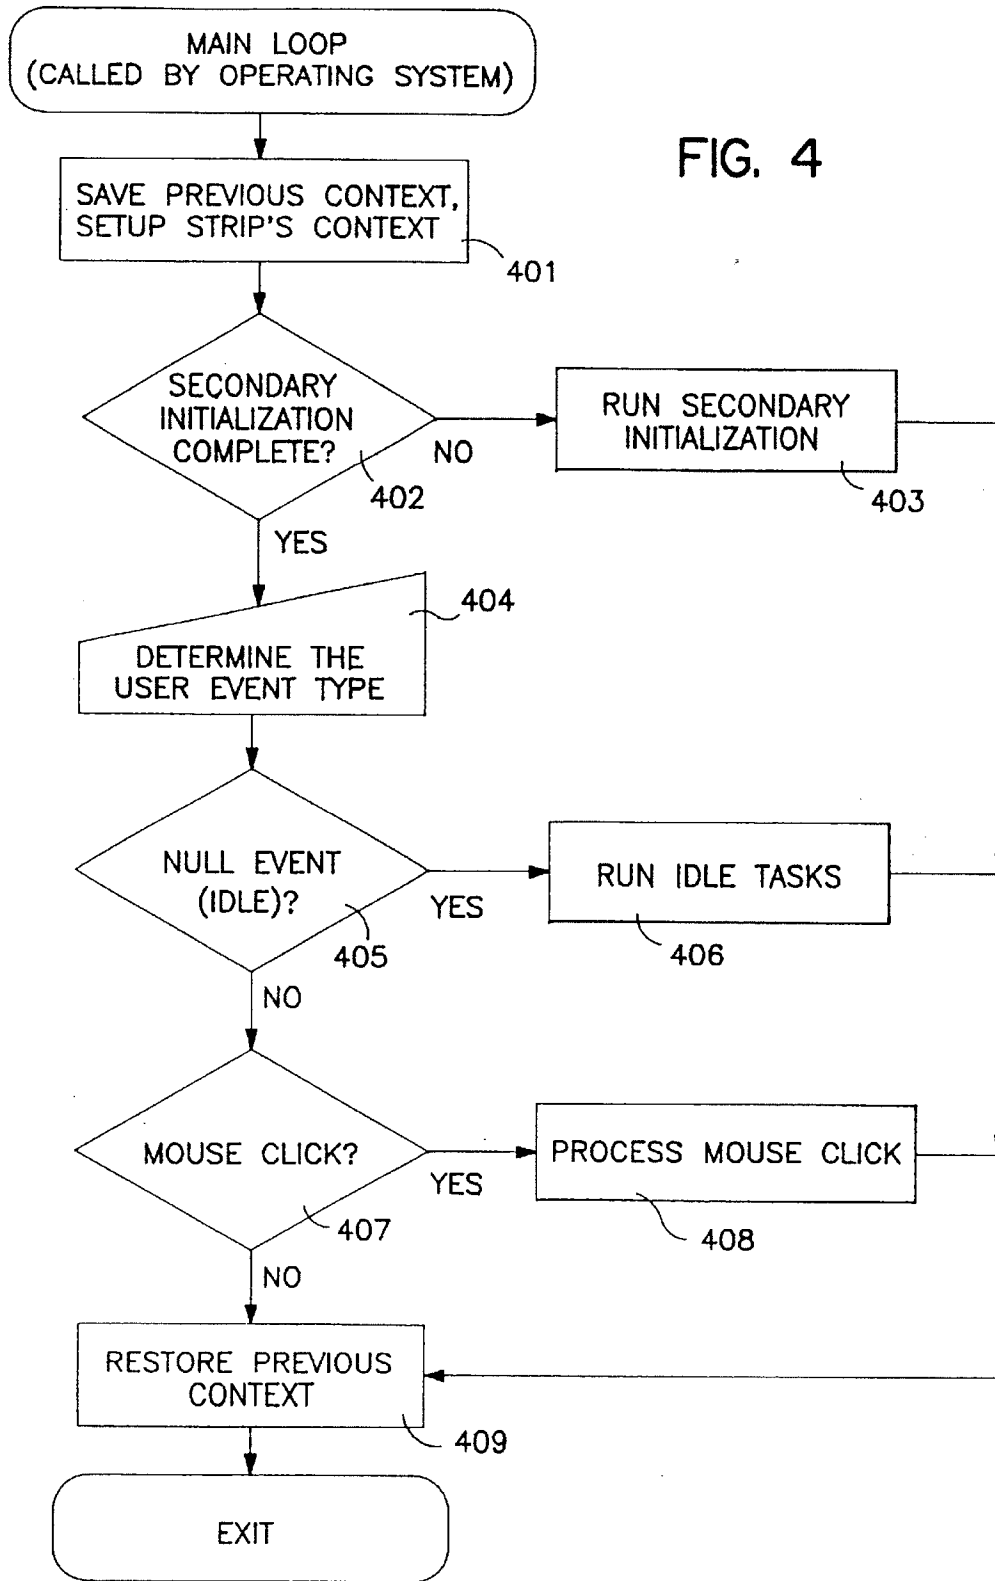 MAIN LOOP
(CALLED BY OPERATING SYSTEM)
FIG. 4
SAVE PREVIOUS CONTEXT,
SETUP STRIP'S CONTEXT
401
SECONDARY
INITIALIZATION
COMPLETE?
402
NO
RUN SECONDARY
INITIALIZATION
403
YES
404
DETERMINE THE
USER EVENT TYPE
NULL EVENT
(IDLE)?
405
YES
RUN IDLE TASKS
406
NO
MOUSE CLICK?
407
YES
PROCESS MOUSE CLICK
408
NO
RESTORE PREVIOUS
CONTEXT
409
EXIT